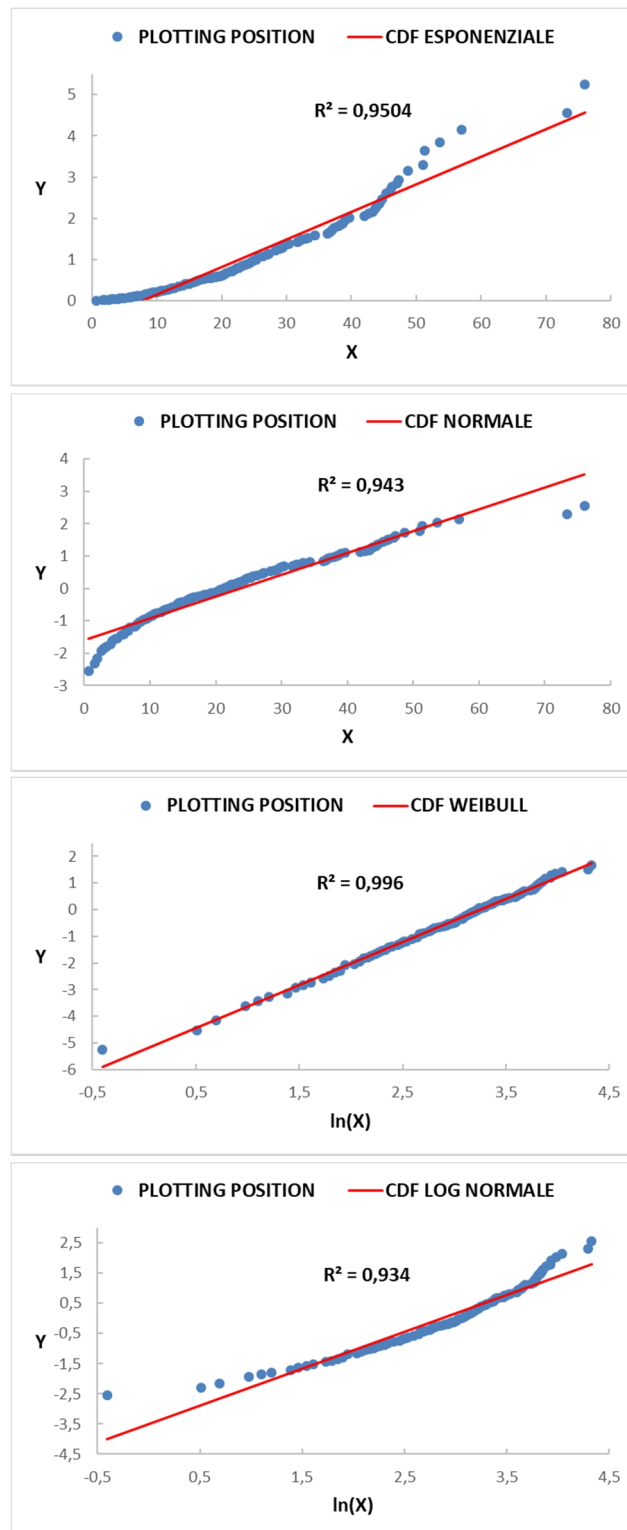 PLOTTING POSITION CDF ESPONENZIALE
R² = 0,9504
5
4
3
2
1
0
Y
0 10 20 30 40 50 60 70 80
X
PLOTTING POSITION CDF NORMALE
R² = 0,943
4
3
2
1
0
-1
-2
-3
Y
0 10 20 30 40 50 60 70 80
X
PLOTTING POSITION CDF WEIBULL
R² = 0,996
2
1
0
-1
-2
-3
-4
-5
-6
Y
-0,5 0,5 1,5 2,5 3,5 4,5
ln(X)
PLOTTING POSITION CDF LOG NORMALE
R² = 0,934
2,5
1,5
0,5
-0,5
-1,5
-2,5
-3,5
-4,5
Y
-0,5 0,5 1,5 2,5 3,5 4,5
ln(X)